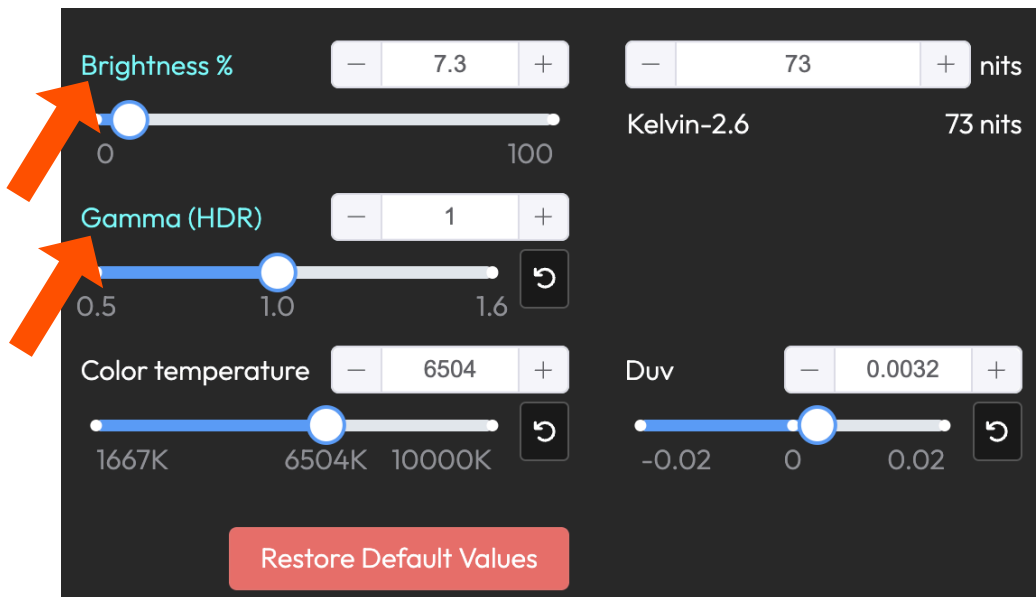 Brightness % − 7.3 + − 73 + nits
Kelvin-2.6 73 nits
0 100
Gamma (HDR) − 1 +
0.5 1.0 1.6
Color temperature − 6504 + Duv − 0.0032 +
1667K 6504K 10000K -0.02 0 0.02
Restore Default Values